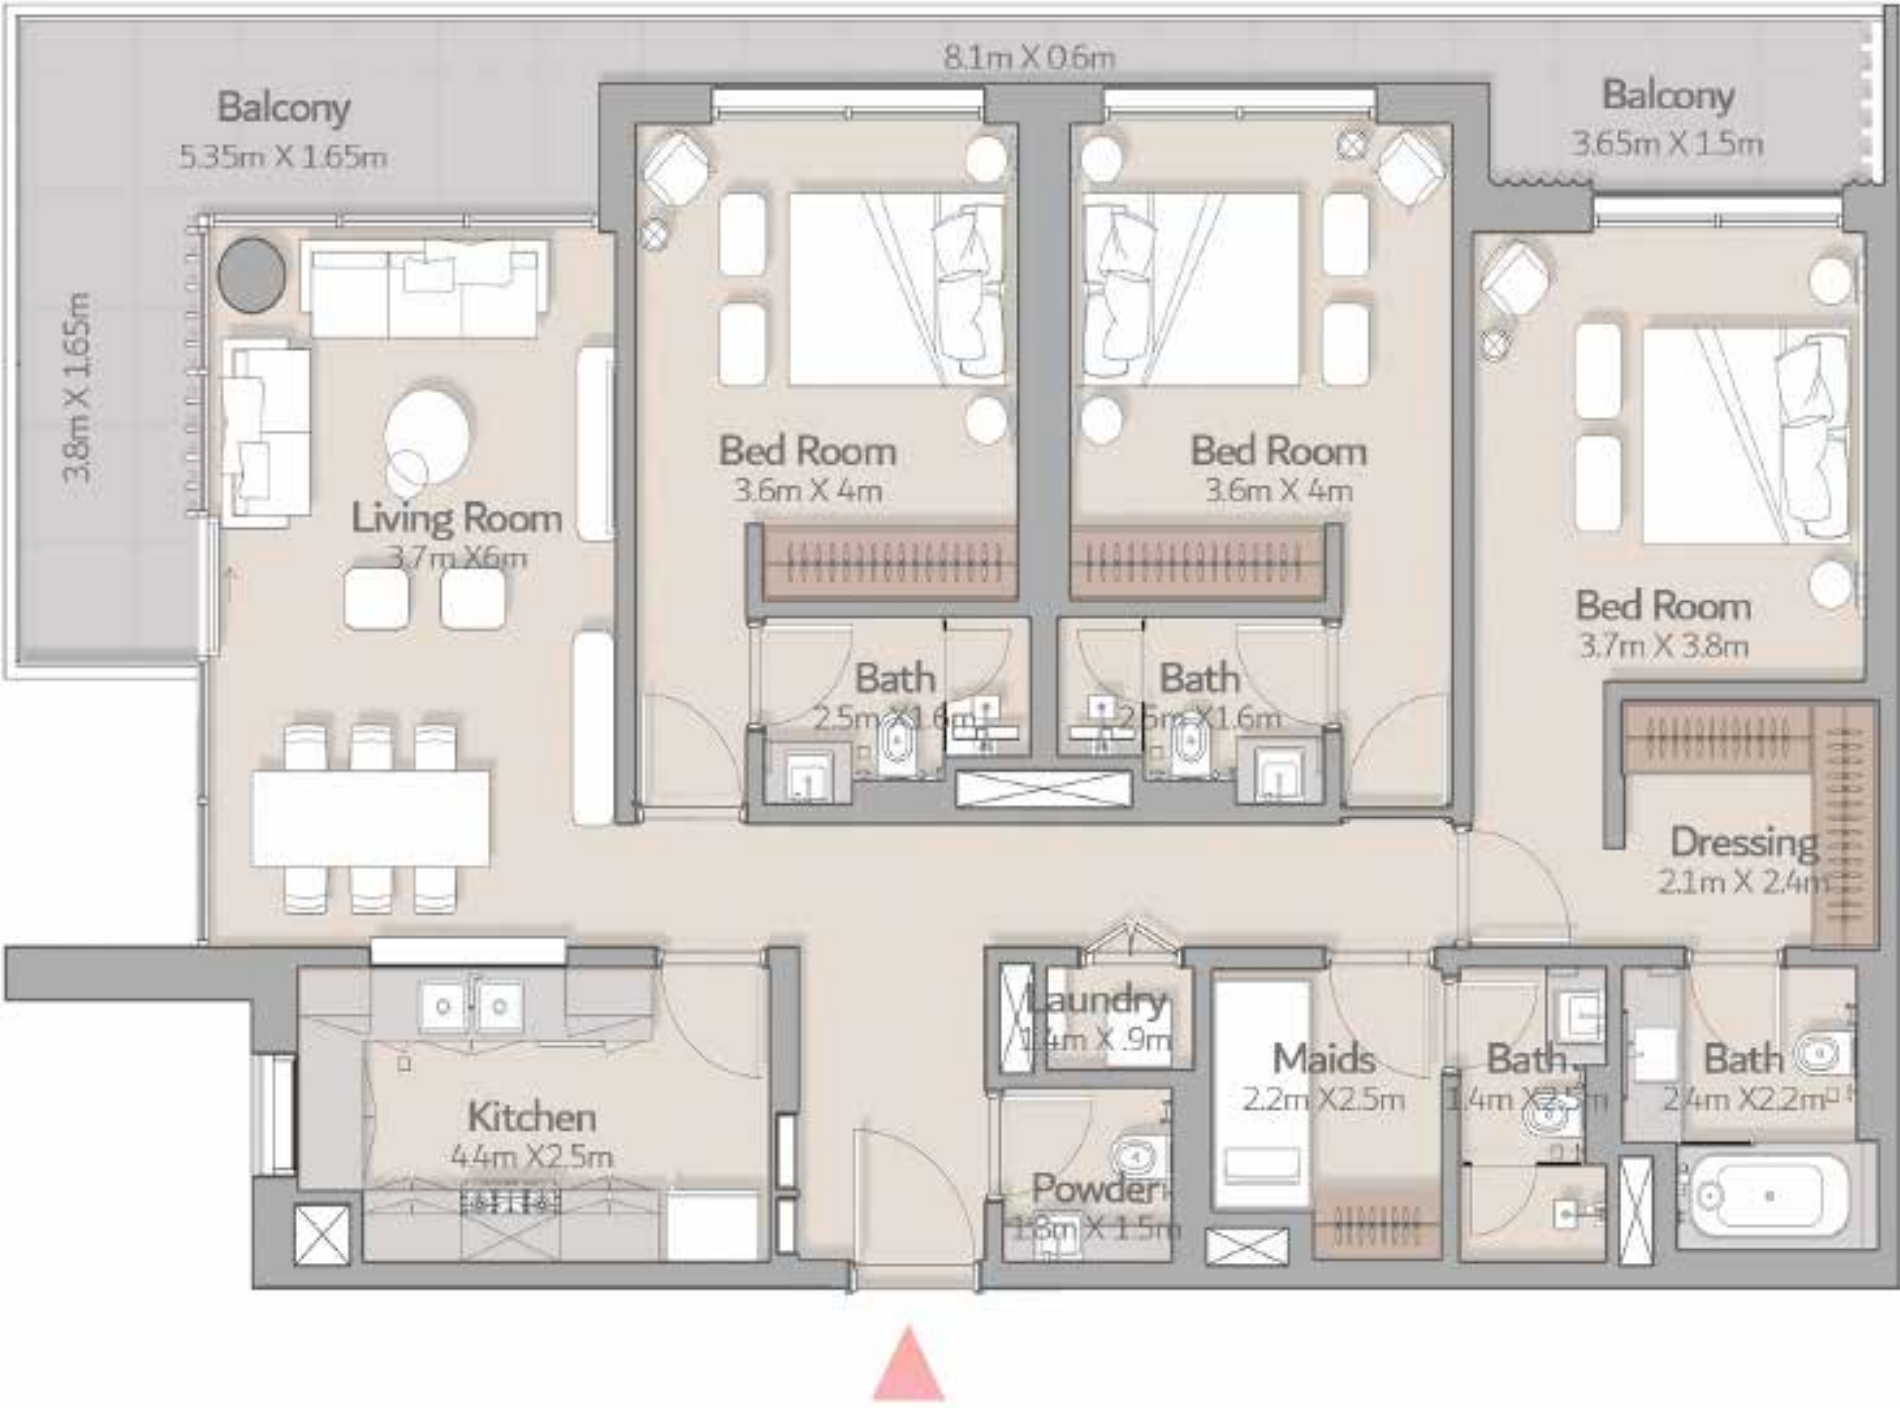 8.1m X 0.6m
Balcony
5.35m X 1.65m
Balcony
3.65m X 1.5m
3.8m X 1.65m
Living Room
3.7m X6m
Bed Room
3.6m X 4m
Bed Room
3.6m X 4m
Bed Room
3.7m X 3.8m
Bath
2.5m X1.6m
Bath
2.5m X1.6m
Dressing
2.1m X 2.4m
Kitchen
4.4m X2.5m
Laundry
1.4m X .9m
Powder
1.8m X 1.5m
Maids
2.2m X2.5m
Bath
1.4m X2.5m
Bath
2.4m X2.2m